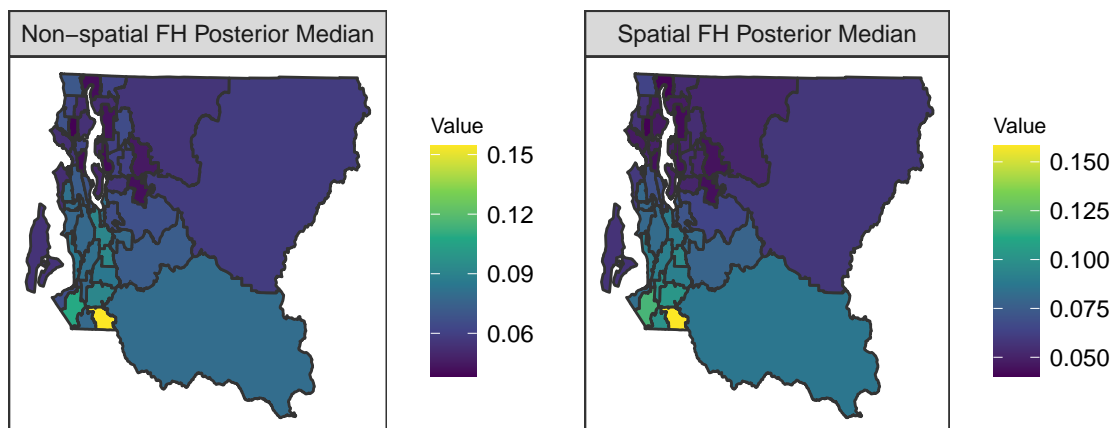 Non−spatial FH Posterior Median
Value
0.15
0.12
0.09
0.06
Spatial FH Posterior Median
Value
0.150
0.125
0.100
0.075
0.050